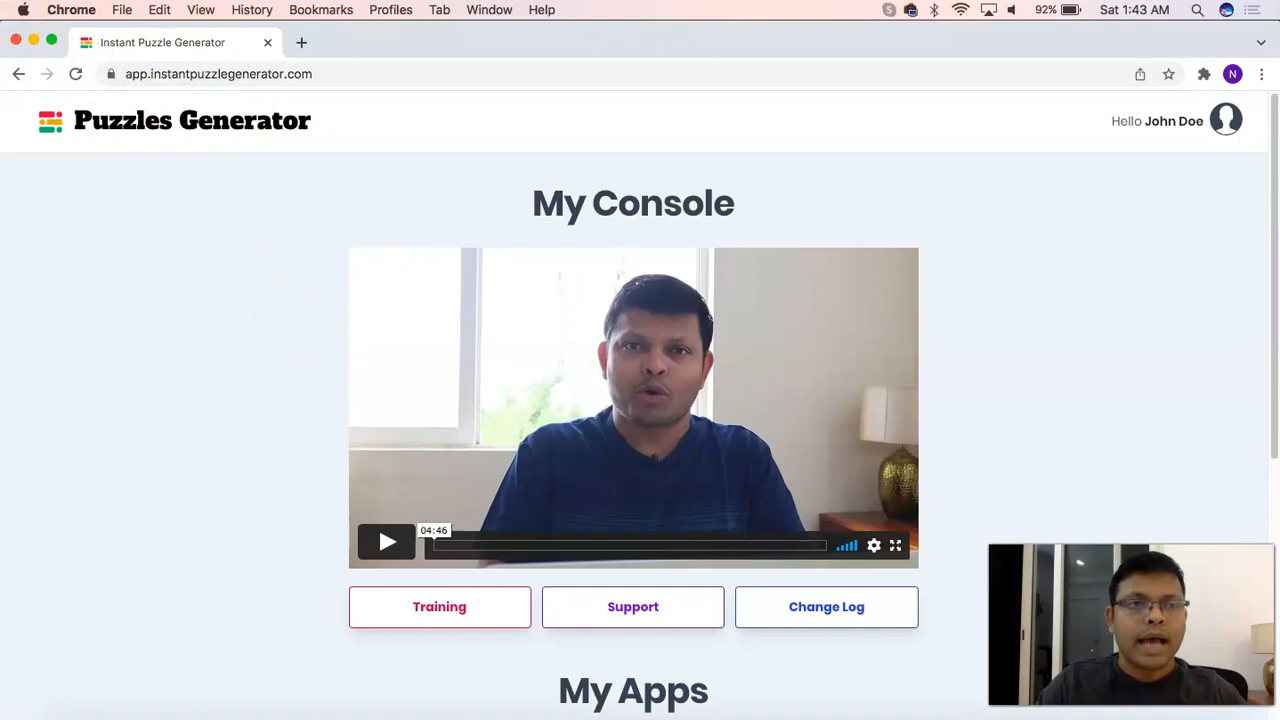 Chrome File Edit View History Bookmarks Profiles Tab Window Help 92% Sat 1:43 AM
Instant Puzzle Generator
app.instantpuzzlegenerator.com N
Puzzles Generator Hello John Doe
My Console
04:46
Training Support Change Log
My Apps